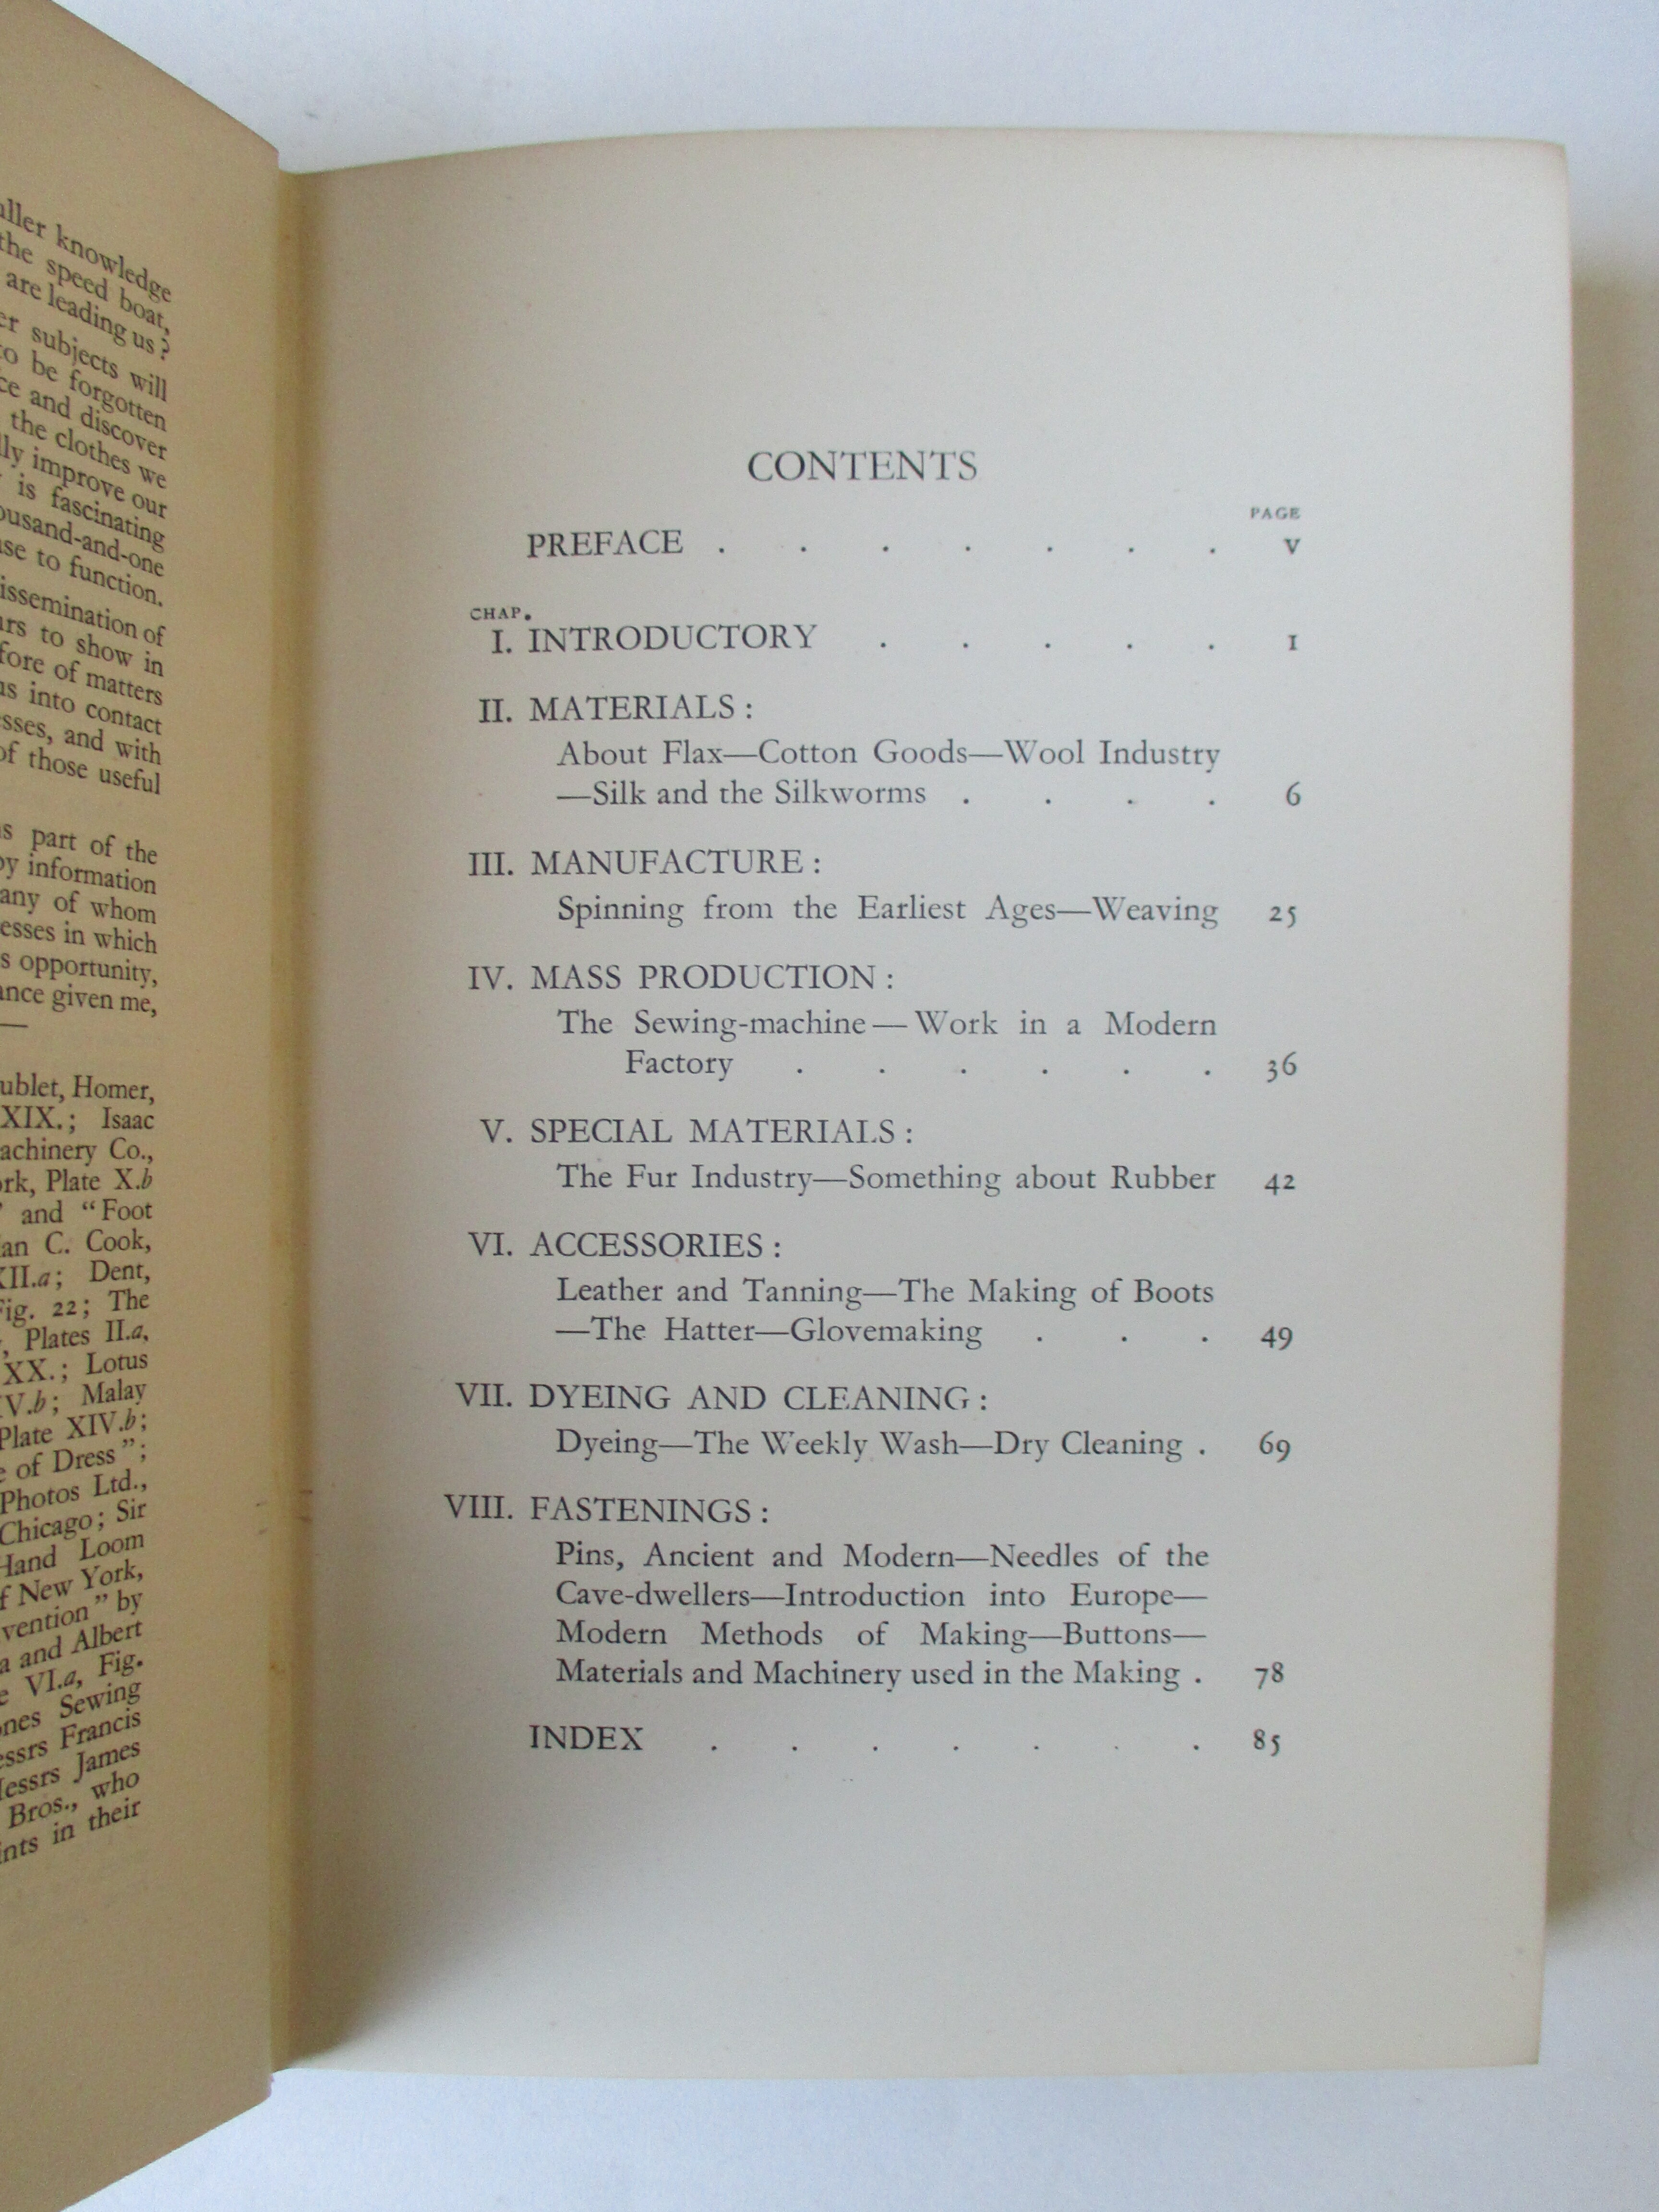 knowledge
the speed boat,
are leading us?
subjects will
to be forgotten
and discover
the clothes we
improve our
is fascinating
-and-one
to function.
of
to show in
of matters
into contact
and with
of those useful
part of the
by information
any of whom
in which
opportunity,
given me,
Homer,
XIX.; Isaac
Co.,
Plate X.b
and "Foot
C. Cook,
Dent,
Fig. 22; The
Plates II.a,
XX.; Lotus
Malay
Plate XIV.b;
of Dress";
Photos Ltd.,
Chicago; Sir
Hand Loom
of New York,
by
and Albert
VI.a, Fig.
Sewing
Francis
Messrs James
Bros., who
in their
CONTENTS
PAGE
PREFACE . . . . . . . v
CHAP.
I. INTRODUCTORY . . . . . 1
II. MATERIALS :
About Flax—Cotton Goods—Wool Industry
—Silk and the Silkworms . . . . 6
III. MANUFACTURE :
Spinning from the Earliest Ages—Weaving 25
IV. MASS PRODUCTION :
The Sewing-machine — Work in a Modern
Factory . . . . . . 36
V. SPECIAL MATERIALS :
The Fur Industry—Something about Rubber 42
VI. ACCESSORIES :
Leather and Tanning—The Making of Boots
—The Hatter—Glovemaking . . . 49
VII. DYEING AND CLEANING :
Dyeing—The Weekly Wash—Dry Cleaning . 69
VIII. FASTENINGS :
Pins, Ancient and Modern—Needles of the
Cave-dwellers—Introduction into Europe—
Modern Methods of Making—Buttons—
Materials and Machinery used in the Making . 78
INDEX . . . . . . . 85